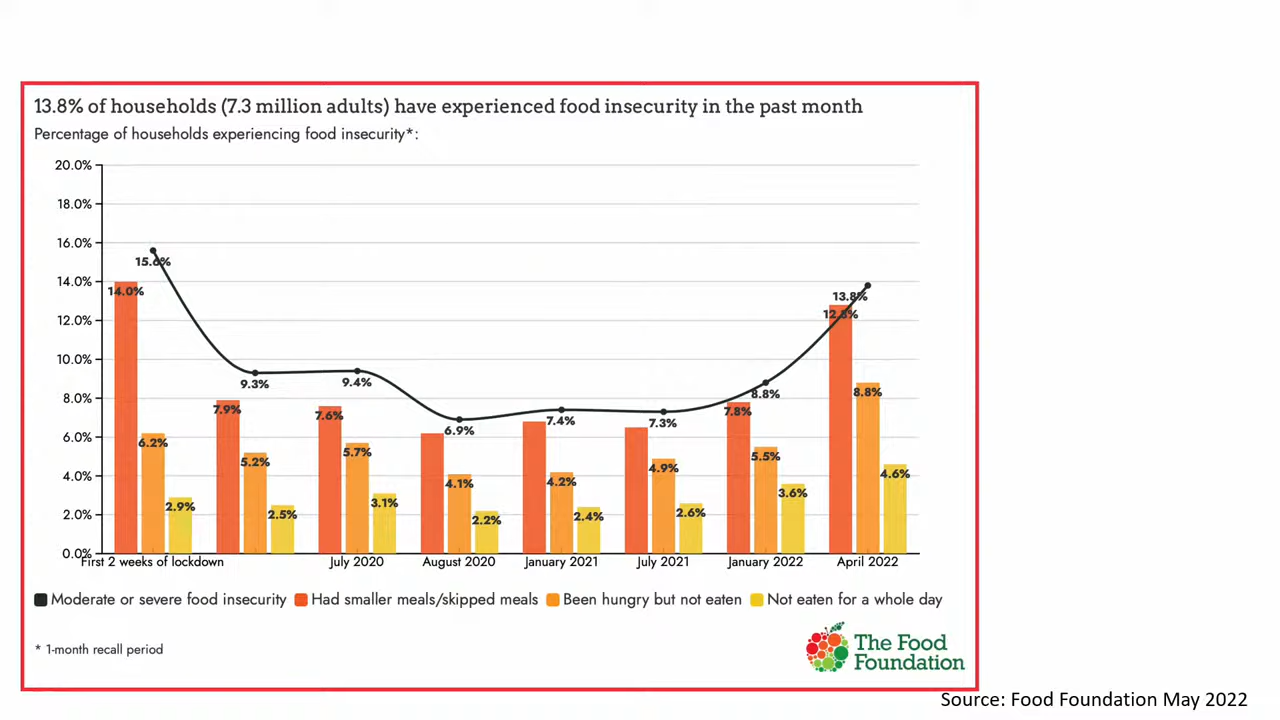 13.8% of households (7.3 million adults) have experienced food insecurity in the past month
Percentage of households experiencing food insecurity*:
20.0%
18.0%
16.0%
14.0%
12.0%
10.0%
8.0%
6.0%
4.0%
2.0%
0.0%
15.6%
14.0%
6.2%
2.9%
9.3%
7.9%
5.2%
2.5%
9.4%
7.6%
5.7%
3.1%
6.9%
4.1%
2.2%
7.4%
4.2%
2.4%
7.3%
4.9%
2.6%
8.8%
7.8%
5.5%
3.6%
13.8%
12.8%
8.8%
4.6%
First 2 weeks of lockdown
July 2020
August 2020
January 2021
July 2021
January 2022
April 2022
Moderate or severe food insecurity Had smaller meals/skipped meals Been hungry but not eaten Not eaten for a whole day
* 1-month recall period
The Food
Foundation
Source: Food Foundation May 2022